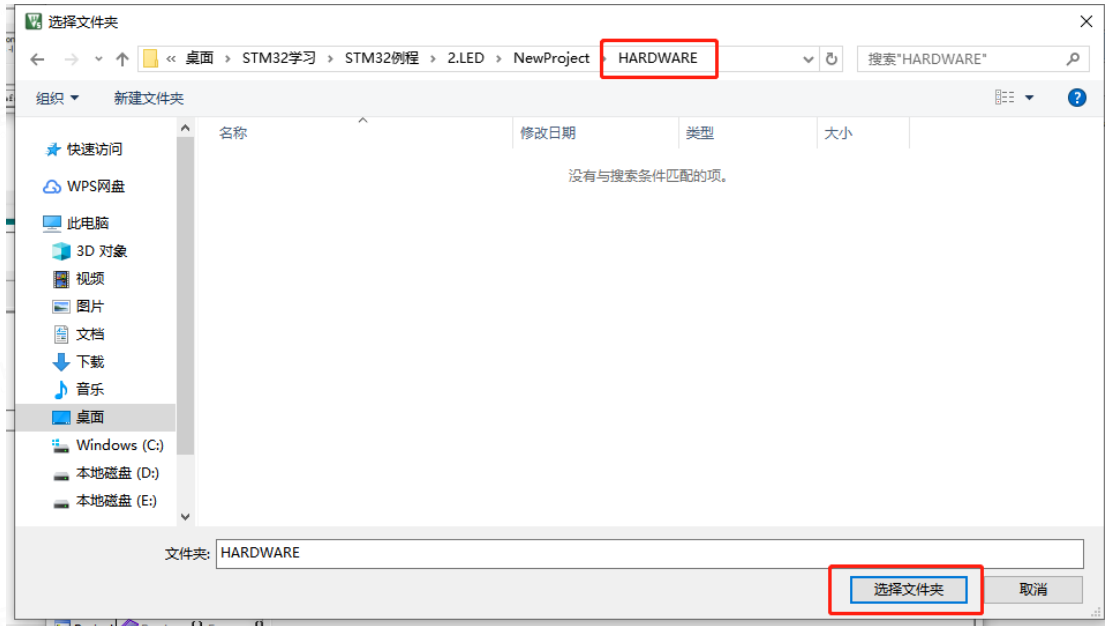 选择文件夹
« 桌面 › STM32学习 › STM32例程 › 2.LED › NewProject › HARDWARE
搜索"HARDWARE"
组织 新建文件夹
名称 修改日期 类型 大小
没有与搜索条件匹配的项。
快速访问
WPS网盘
此电脑
3D 对象
视频
图片
文档
下载
音乐
桌面
Windows (C:)
本地磁盘 (D:)
本地磁盘 (E:)
文件夹: HARDWARE
选择文件夹 取消